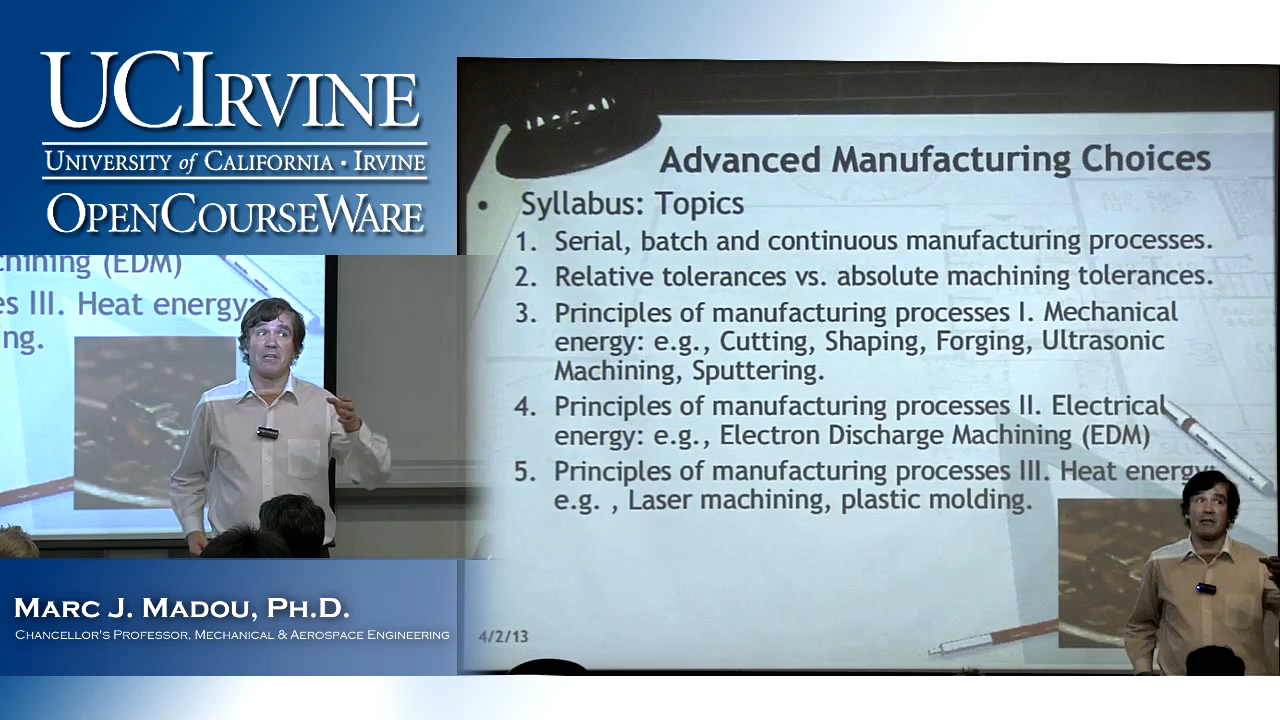 UCIRVINE
UNIVERSITY of CALIFORNIA · IRVINE
OPENCOURSEWARE
chining (EDM)
es III. Heat energy:
ing.
MARC J. MADOU, PH.D.
CHANCELLOR'S PROFESSOR, MECHANICAL & AEROSPACE ENGINEERING
Advanced Manufacturing Choices
• Syllabus: Topics
1. Serial, batch and continuous manufacturing processes.
2. Relative tolerances vs. absolute machining tolerances.
3. Principles of manufacturing processes I. Mechanical
energy: e.g., Cutting, Shaping, Forging, Ultrasonic
Machining, Sputtering.
4. Principles of manufacturing processes II. Electrical
energy: e.g., Electron Discharge Machining (EDM)
5. Principles of manufacturing processes III. Heat energy:
e.g. , Laser machining, plastic molding.
4/2/13